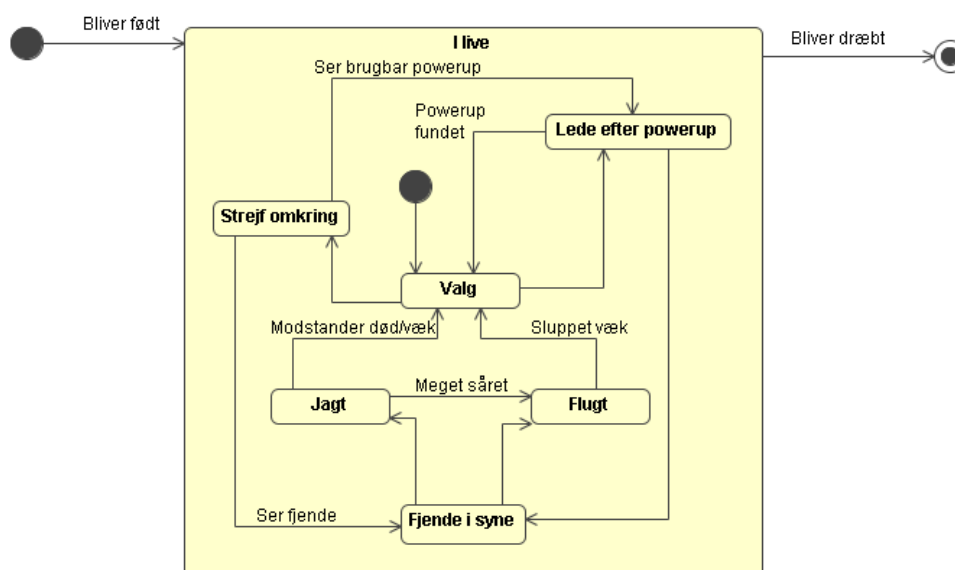 Bliver født
I live
Bliver dræbt
Ser brugbar powerup
Powerup
fundet
Lede efter powerup
Strejf omkring
Valg
Modstander død/væk
Sluppet væk
Meget såret
Jagt
Flugt
Ser fjende
Fjende i syne